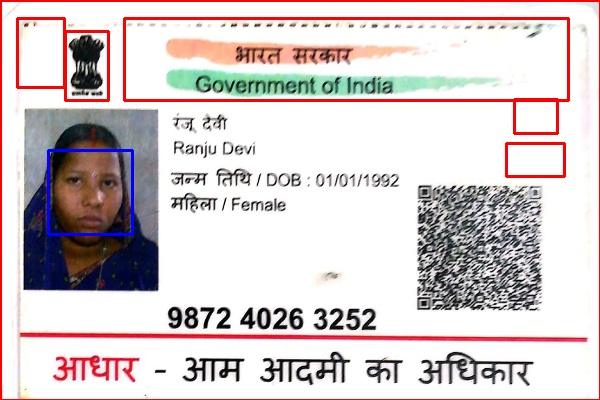 भारत सरकार
Government of India
रंजू देवी
Ranju Devi
जन्म तिथि / DOB : 01/01/1992
महिला / Female
9872 4026 3252
आधार - आम आदमी का अधिकार